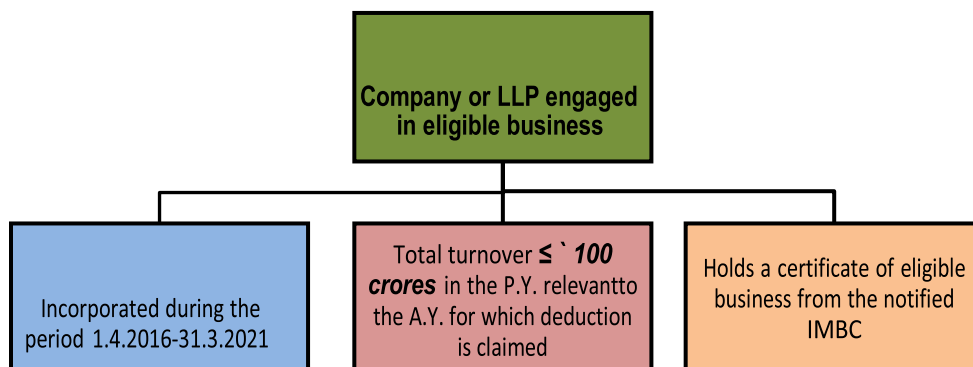 Company or LLP engaged
in eligible business
Incorporated during the
period 1.4.2016-31.3.2021
Total turnover ≤ ` 100
crores in the P.Y. relevantto
the A.Y. for which deduction
is claimed
Holds a certificate of eligible
business from the notified
IMBC